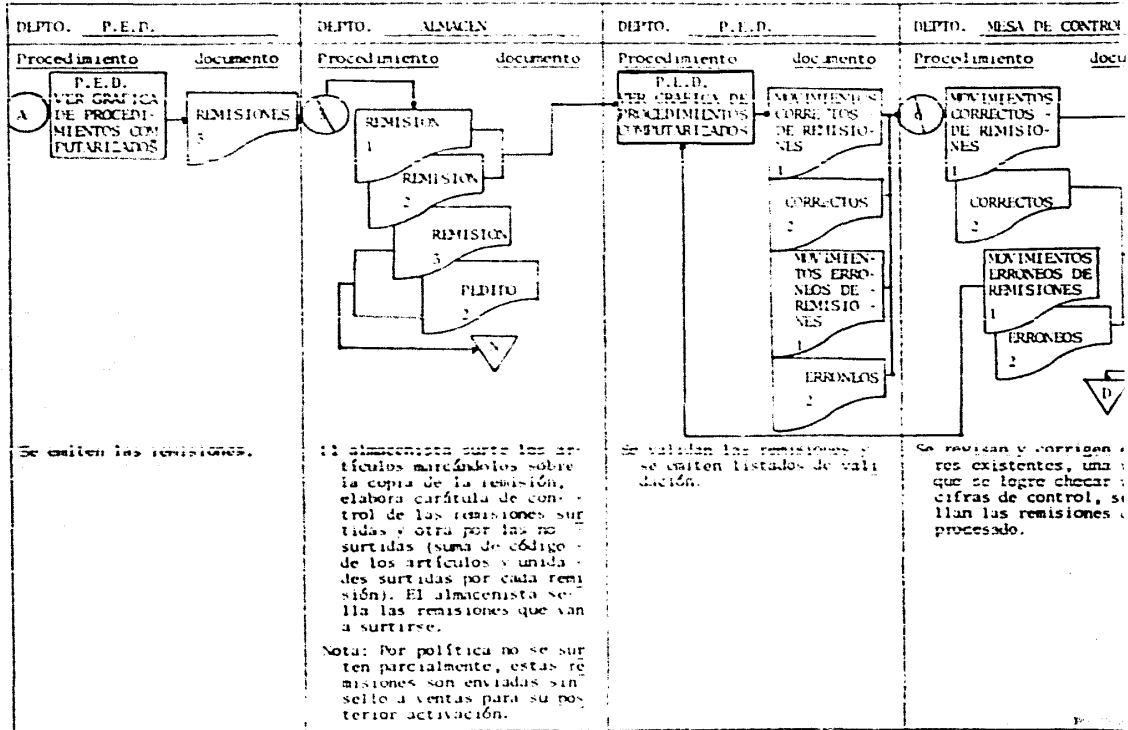 DEPTO. P.E.D.
Procedimiento documento
A
P.E.D.
VER GRAFICA
DE PROCEDI-
MIENTOS COM
PUTARIZADOS
REMISIONES
3
Se emiten las remisiones.
DEPTO. ALMACEN
Procedimiento documento
REMISION
1
REMISION
2
REMISION
3
PEDIDO
2
El almacenista surte los ar-
tículos marcándolos sobre
la copia de la remisión,
elabora carátula de con-
trol de las remisiones sur
tidas y otra por las no
surtidas (suma de código -
de los artículos y unida -
des surtidas por cada remi
sión). El almacenista se-
lla las remisiones que van
a surtirse.
Nota: Por política no se sur
ten parcialmente, estas re
misiones son enviadas sin
sello a ventas para su pos
terior activación.
DEPTO. P.E.D.
Procedimiento documento
P.E.D.
VER GRAFICA DE
PROCEDIMIENTOS
COMPUTARIZADOS
MOVIMIENTOS
CORRECTOS -
DE REMISIO-
NES
1
CORRECTOS
2
MOVIMIEN-
TOS ERRO-
NEOS DE -
REMISIO -
NES
1
ERRONEOS
2
Se validan las remisiones y
se emiten listados de vali
dación.
DEPTO. MESA DE CONTROL
Procedimiento docu
MOVIMIENTOS
CORRECTOS -
DE REMISIO-
NES
1
CORRECTOS
2
MOVIMIENTOS
ERRONEOS DE
REMISIONES
1
ERRONEOS
2
D
Se revisan y corrigen
res existentes, una
que se logre checar
cifras de control, se
llan las remisiones
procesado.